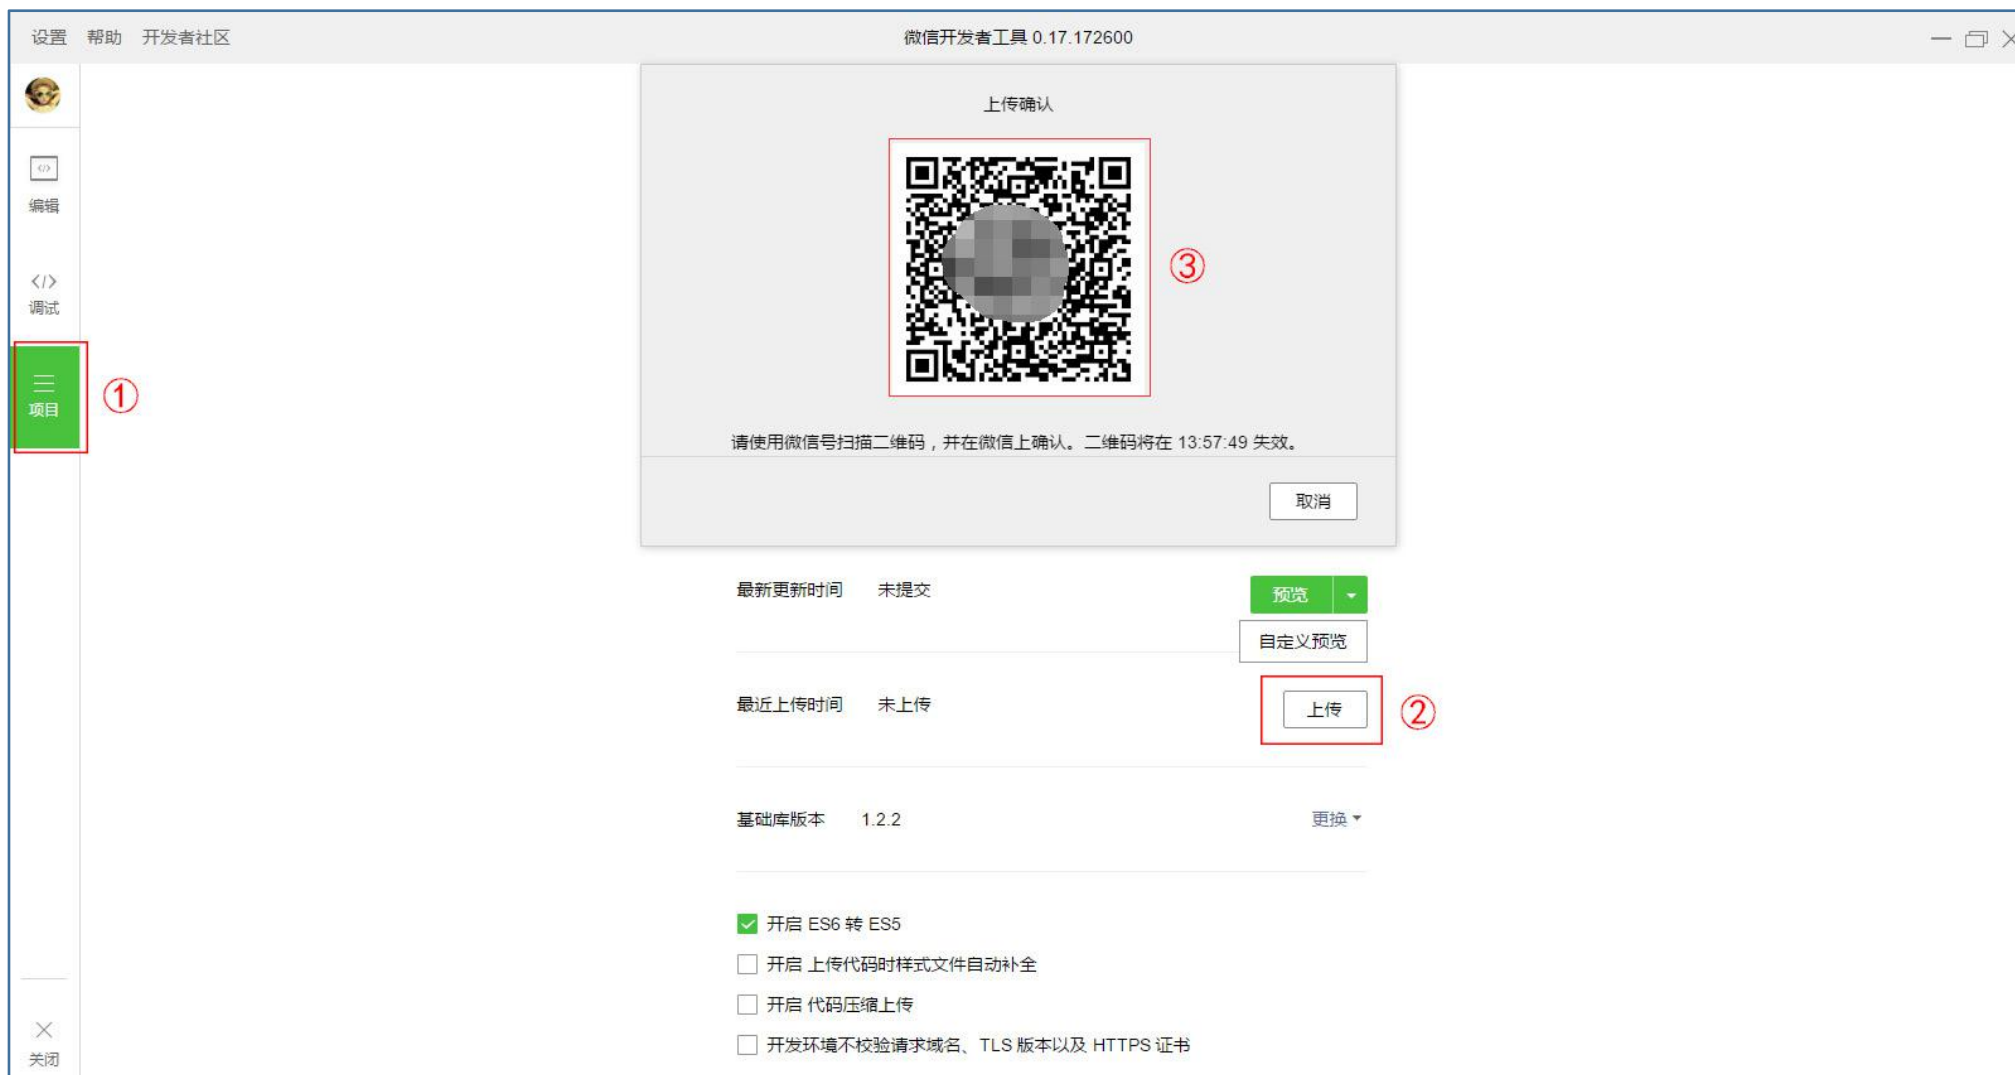 设置 帮助 开发者社区 微信开发者工具 0.17.172600
上传确认
编辑
③
调试
项目
①
请使用微信号扫描二维码，并在微信上确认。二维码将在 13:57:49 失效。
取消
最新更新时间 未提交 预览
自定义预览
最近上传时间 未上传 上传 ②
基础库版本 1.2.2 更换
开启 ES6 转 ES5
开启 上传代码时样式文件自动补全
开启 代码压缩上传
开发环境不校验请求域名、TLS 版本以及 HTTPS 证书
关闭